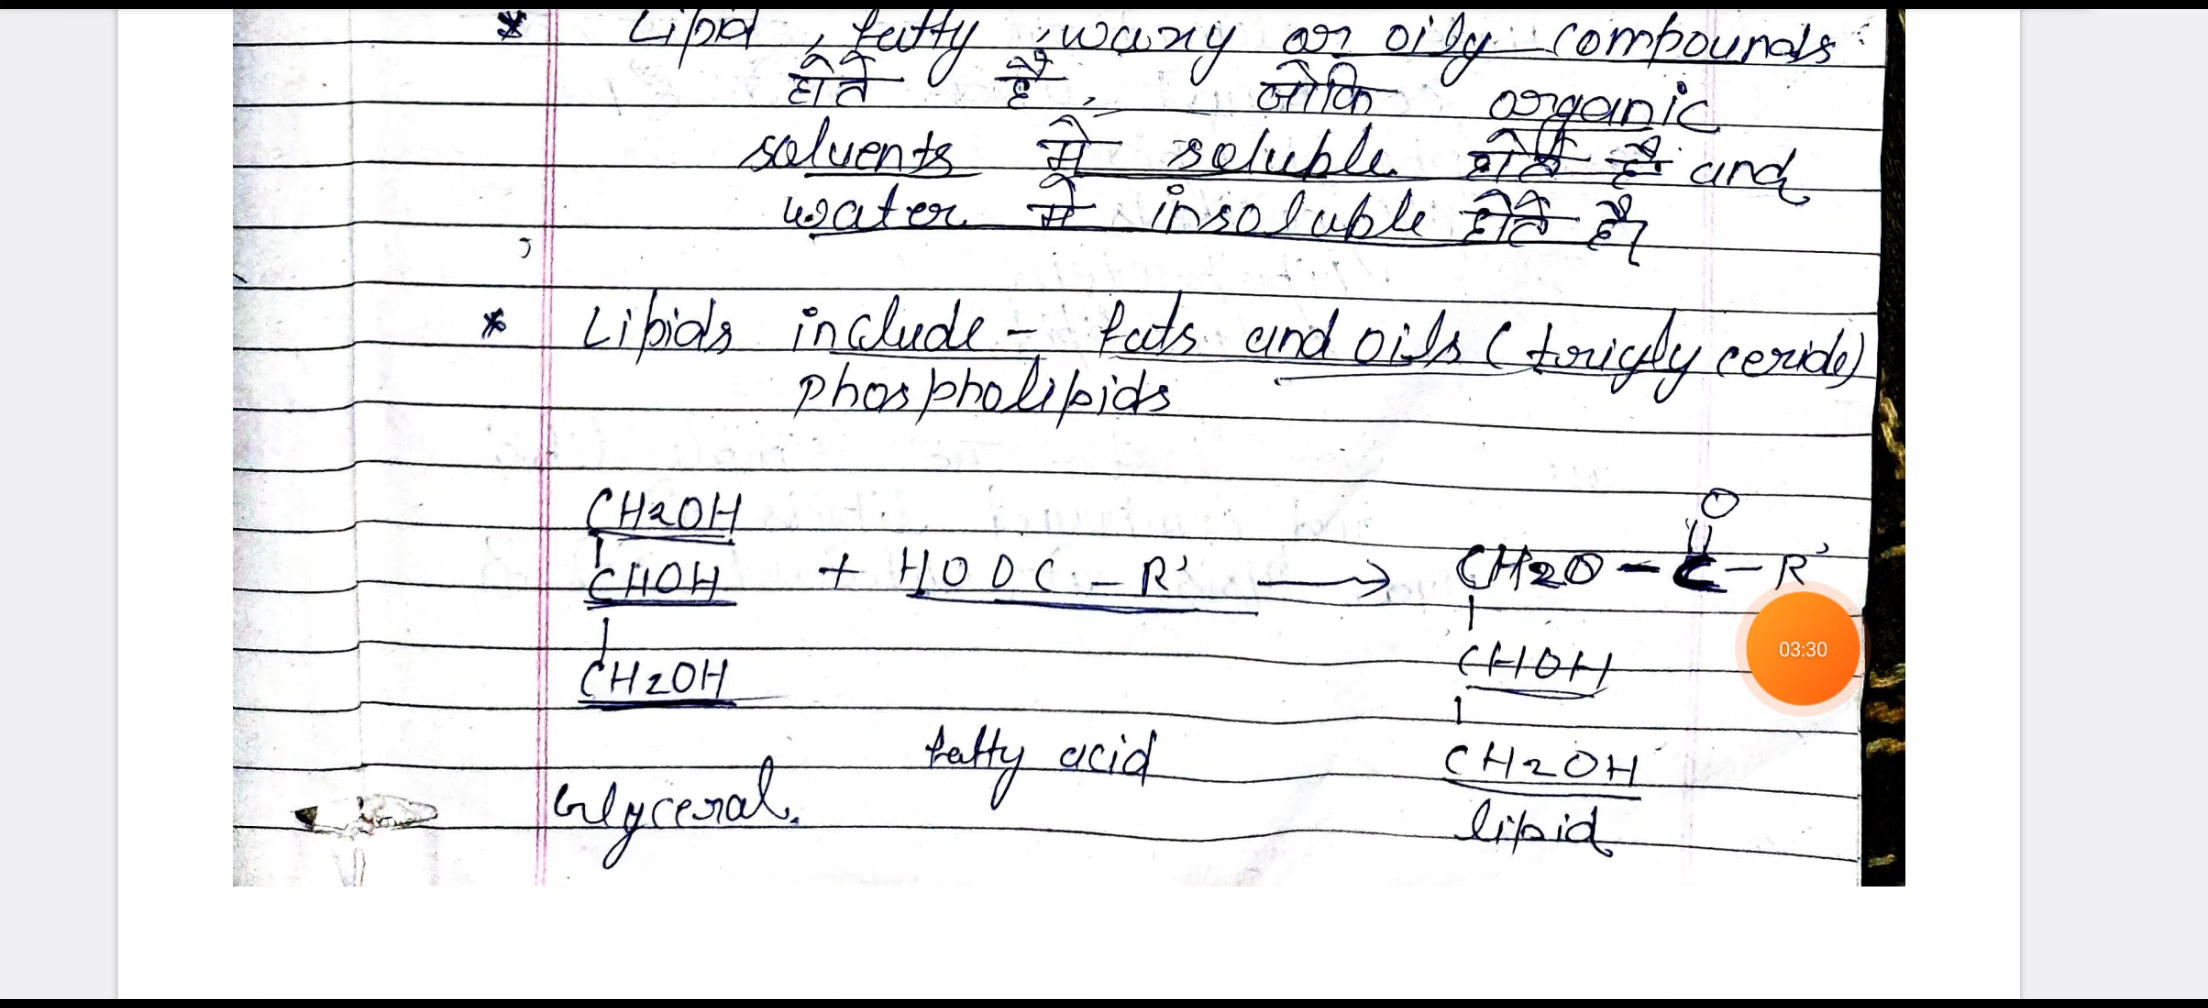 * Lipid, fatty, waxy or oily compounds
होते है, जोकि organic
solvents मे soluble होते है and
water मे insoluble होते है।
* Lipids include - fats and oils (triglyceride)
phospholipids
O
CH2OH
CHOH + HOOC - R' → CH2O - C - R'
CHOH
CH2OH
03:30
fatty acid CH2OH
Glyceral. lipid